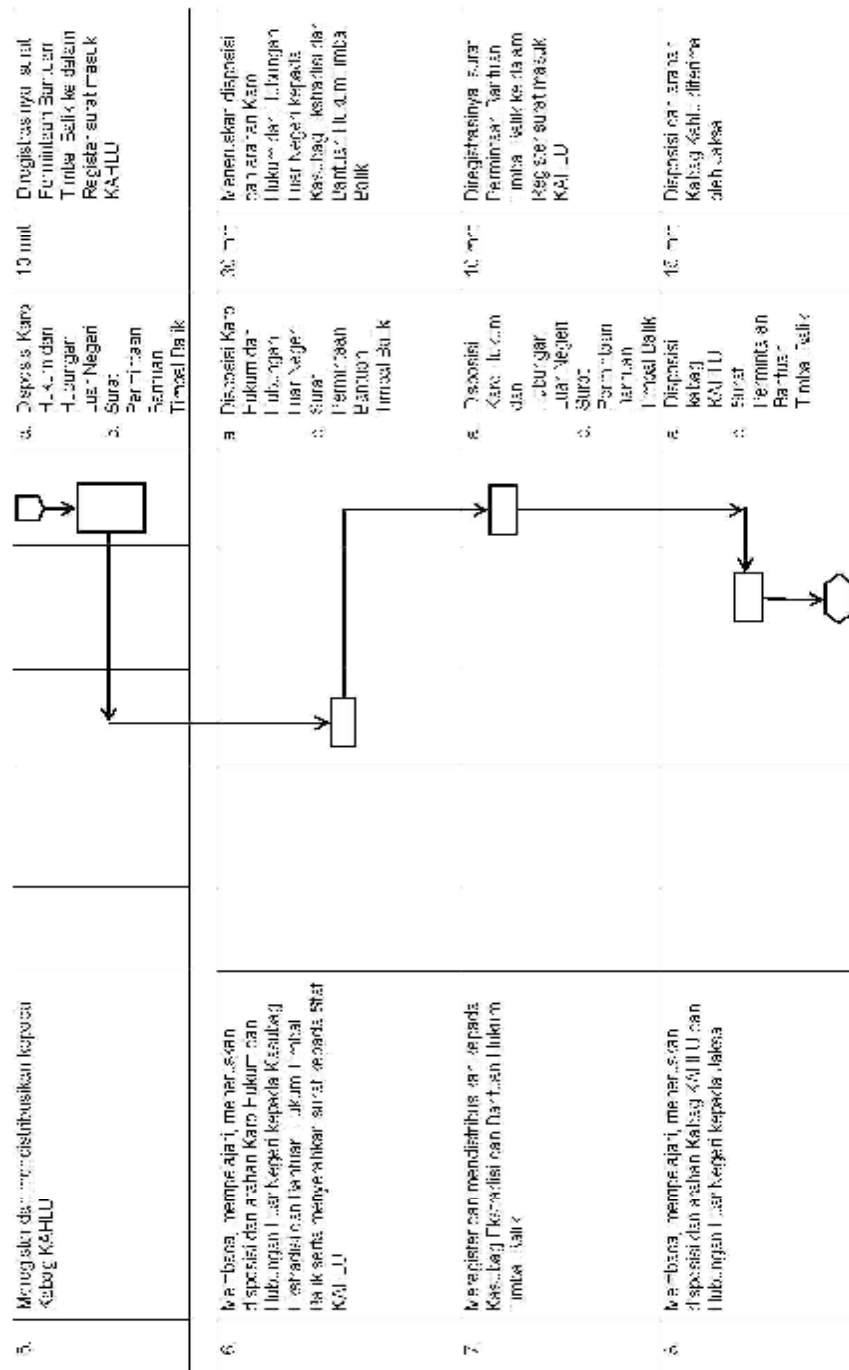 5.
Meregister dan mendistribusikan kepada
Kabag KAHLU
a. Disposisi Karo
Hukum dan
Hubungan
Luar Negeri
b. Surat
Permintaan
Bantuan
Timbal Balik
10 mnt
Diregistrasinya surat
Permintaan Bantuan
Timbal Balik ke dalam
Register surat masuk
KAHLU
6.
Membaca, mempelajari, meneruskan
disposisi dan arahan Karo Hukum dan
Hubungan Luar Negeri kepada Kasubag
Ekstradisi dan Bantuan Hukum Timbal
Balik serta menyerahkan surat kepada Staf
KAHLU
a. Disposisi Karo
Hukum dan
Hubungan
Luar Negeri
Surat
Permintaan
Bantuan
Timbal Balik
30 mnt
Meneruskan disposisi
dan arahan Karo
Hukum dan Hubungan
Luar Negeri kepada
Kasubag Ekstradisi dan
Bantuan Hukum Timbal
Balik
7.
Meregister dan mendistribusikan kepada
Kasubag Ekstradisi dan Bantuan Hukum
Timbal Balik
a. Disposisi
Karo Hukum
dan
Hubungan
Luar Negeri
Surat
Permintaan
Bantuan
Timbal Balik
10 mnt
Diregistrasinya surat
Permintaan Bantuan
Timbal Balik ke dalam
Register surat masuk
KAHLU
8.
Membaca, mempelajari, meneruskan
disposisi dan arahan Kabag KAHLU dan
Hubungan Luar Negeri kepada Jaksa
a. Disposisi
kabag
KAHLU
Surat
Permintaan
Bantuan
Timbal Balik
15 mnt
Disposisi dan arahan
Kabag Kahlu diterima
oleh Jaksa